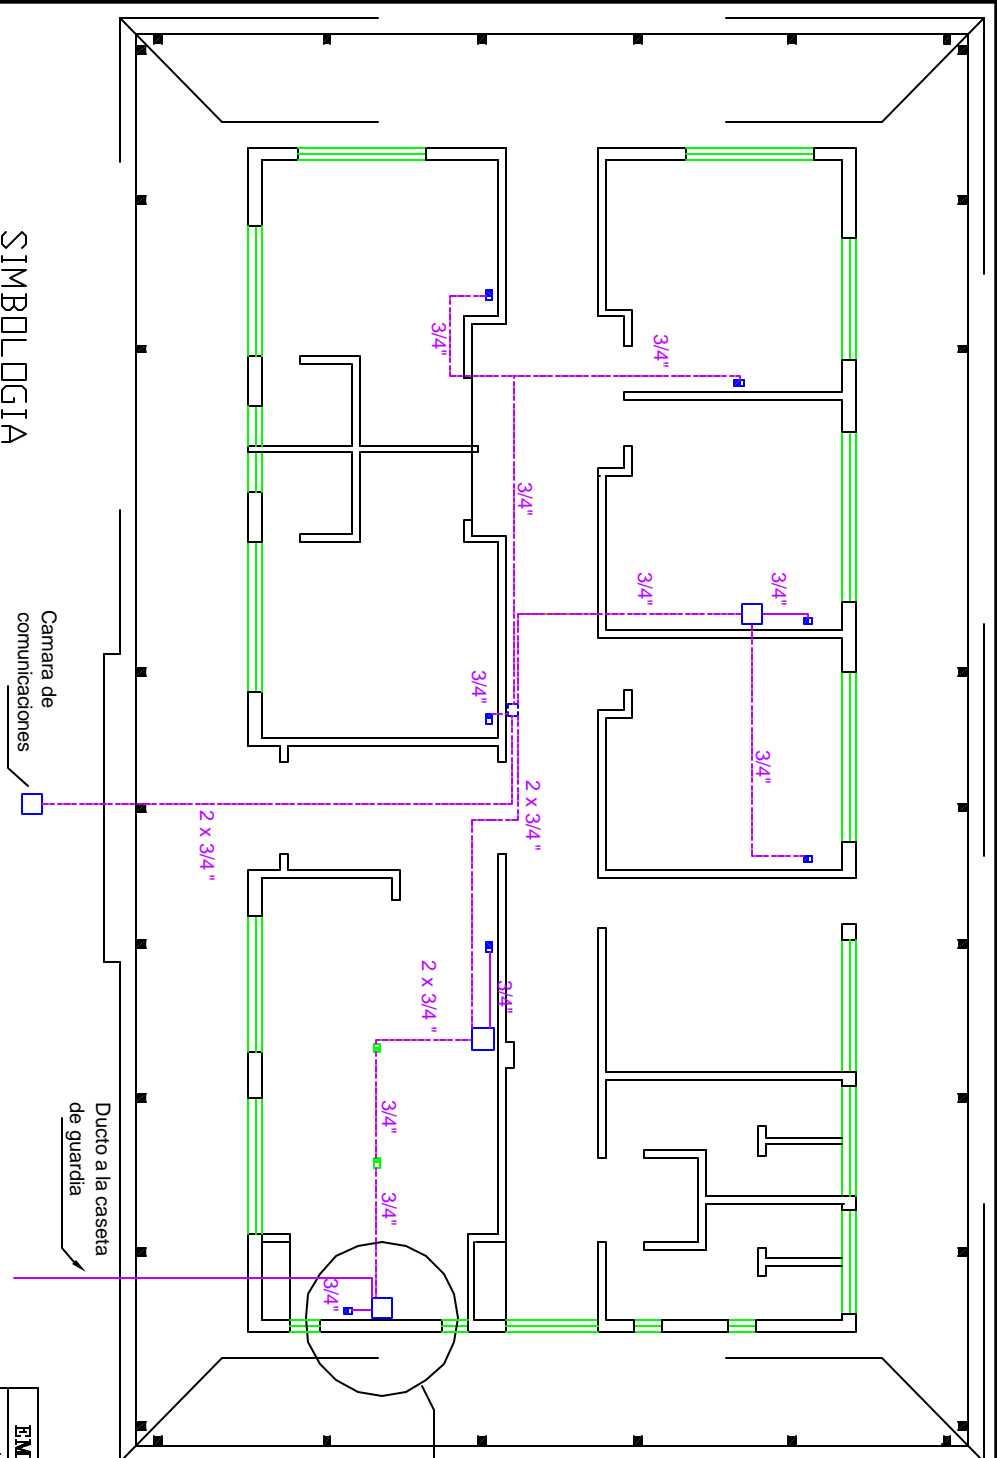 SIMBOLOGIA
3/4"
3/4"
3/4"
3/4"
3/4"
3/4"
3/4"
2 x 3/4 "
2 x 3/4 "
Camara de
comunicaciones
2 x 3/4 "
3/4"
3/4"
3/4"
3/4"
Ducto a la caseta
de guardia